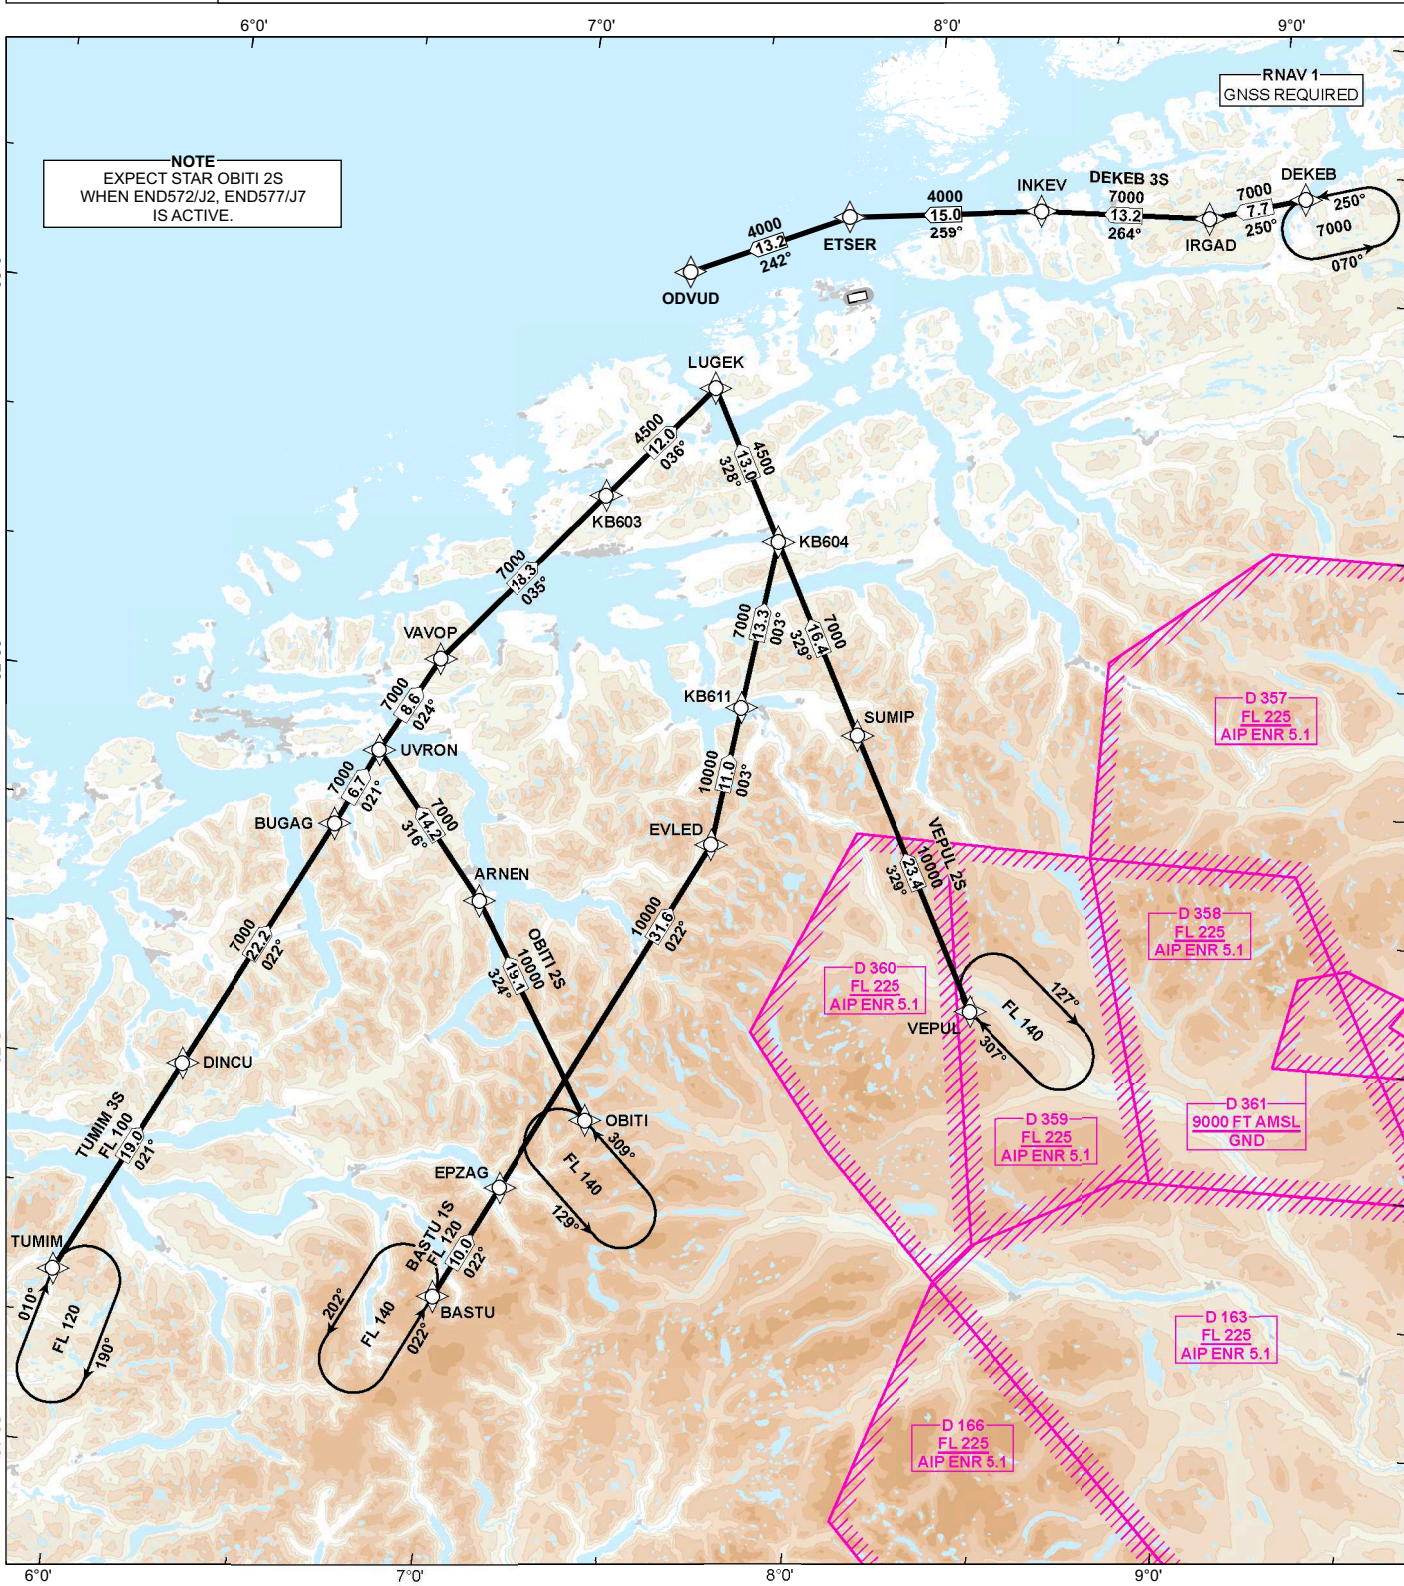 6°0'
7°0'
8°0'
9°0'
RNAV 1
GNSS REQUIRED
NOTE
EXPECT STAR OBITI 2S
WHEN END572/J2, END577/J7
IS ACTIVE.
DEKEB
250°
7000
070°
7000
7.7
250°
IRGAD
DEKEB 3S
7000
13.2
264°
INKEV
4000
15.0
259°
ETSER
4000
13.2
242°
ODVUD
LUGEK
4500
12.0
036°
4500
13.0
328°
KB603
KB604
7000
18.3
035°
7000
13.3
003°
7000
16.4
329°
VAVOP
KB611
SUMIP
7000
8.6
024°
UVRON
10000
11.0
003°
7000
6.7
021°
7000
14.2
316°
BUGAG
EVLED
VEPUL 2S
10000
23.4
329°
ARNEN
7000
22.2
022°
OBITI 2S
10000
19.1
324°
10000
31.6
022°
VEPUL
127°
FL 140
307°
DINCU
OBITI
309°
FL 140
129°
TUMIM 3S
FL 100
19.0
021°
EPZAG
BASTU 1S
FL 120
10.0
022°
TUMIM
010°
FL 120
190°
BASTU
202°
FL 140
022°
D 357
FL 225
AIP ENR 5.1
D 358
FL 225
AIP ENR 5.1
D 360
FL 225
AIP ENR 5.1
D 359
FL 225
AIP ENR 5.1
D 361
9000 FT AMSL
GND
D 163
FL 225
AIP ENR 5.1
D 166
FL 225
AIP ENR 5.1
6°0'
7°0'
8°0'
9°0'